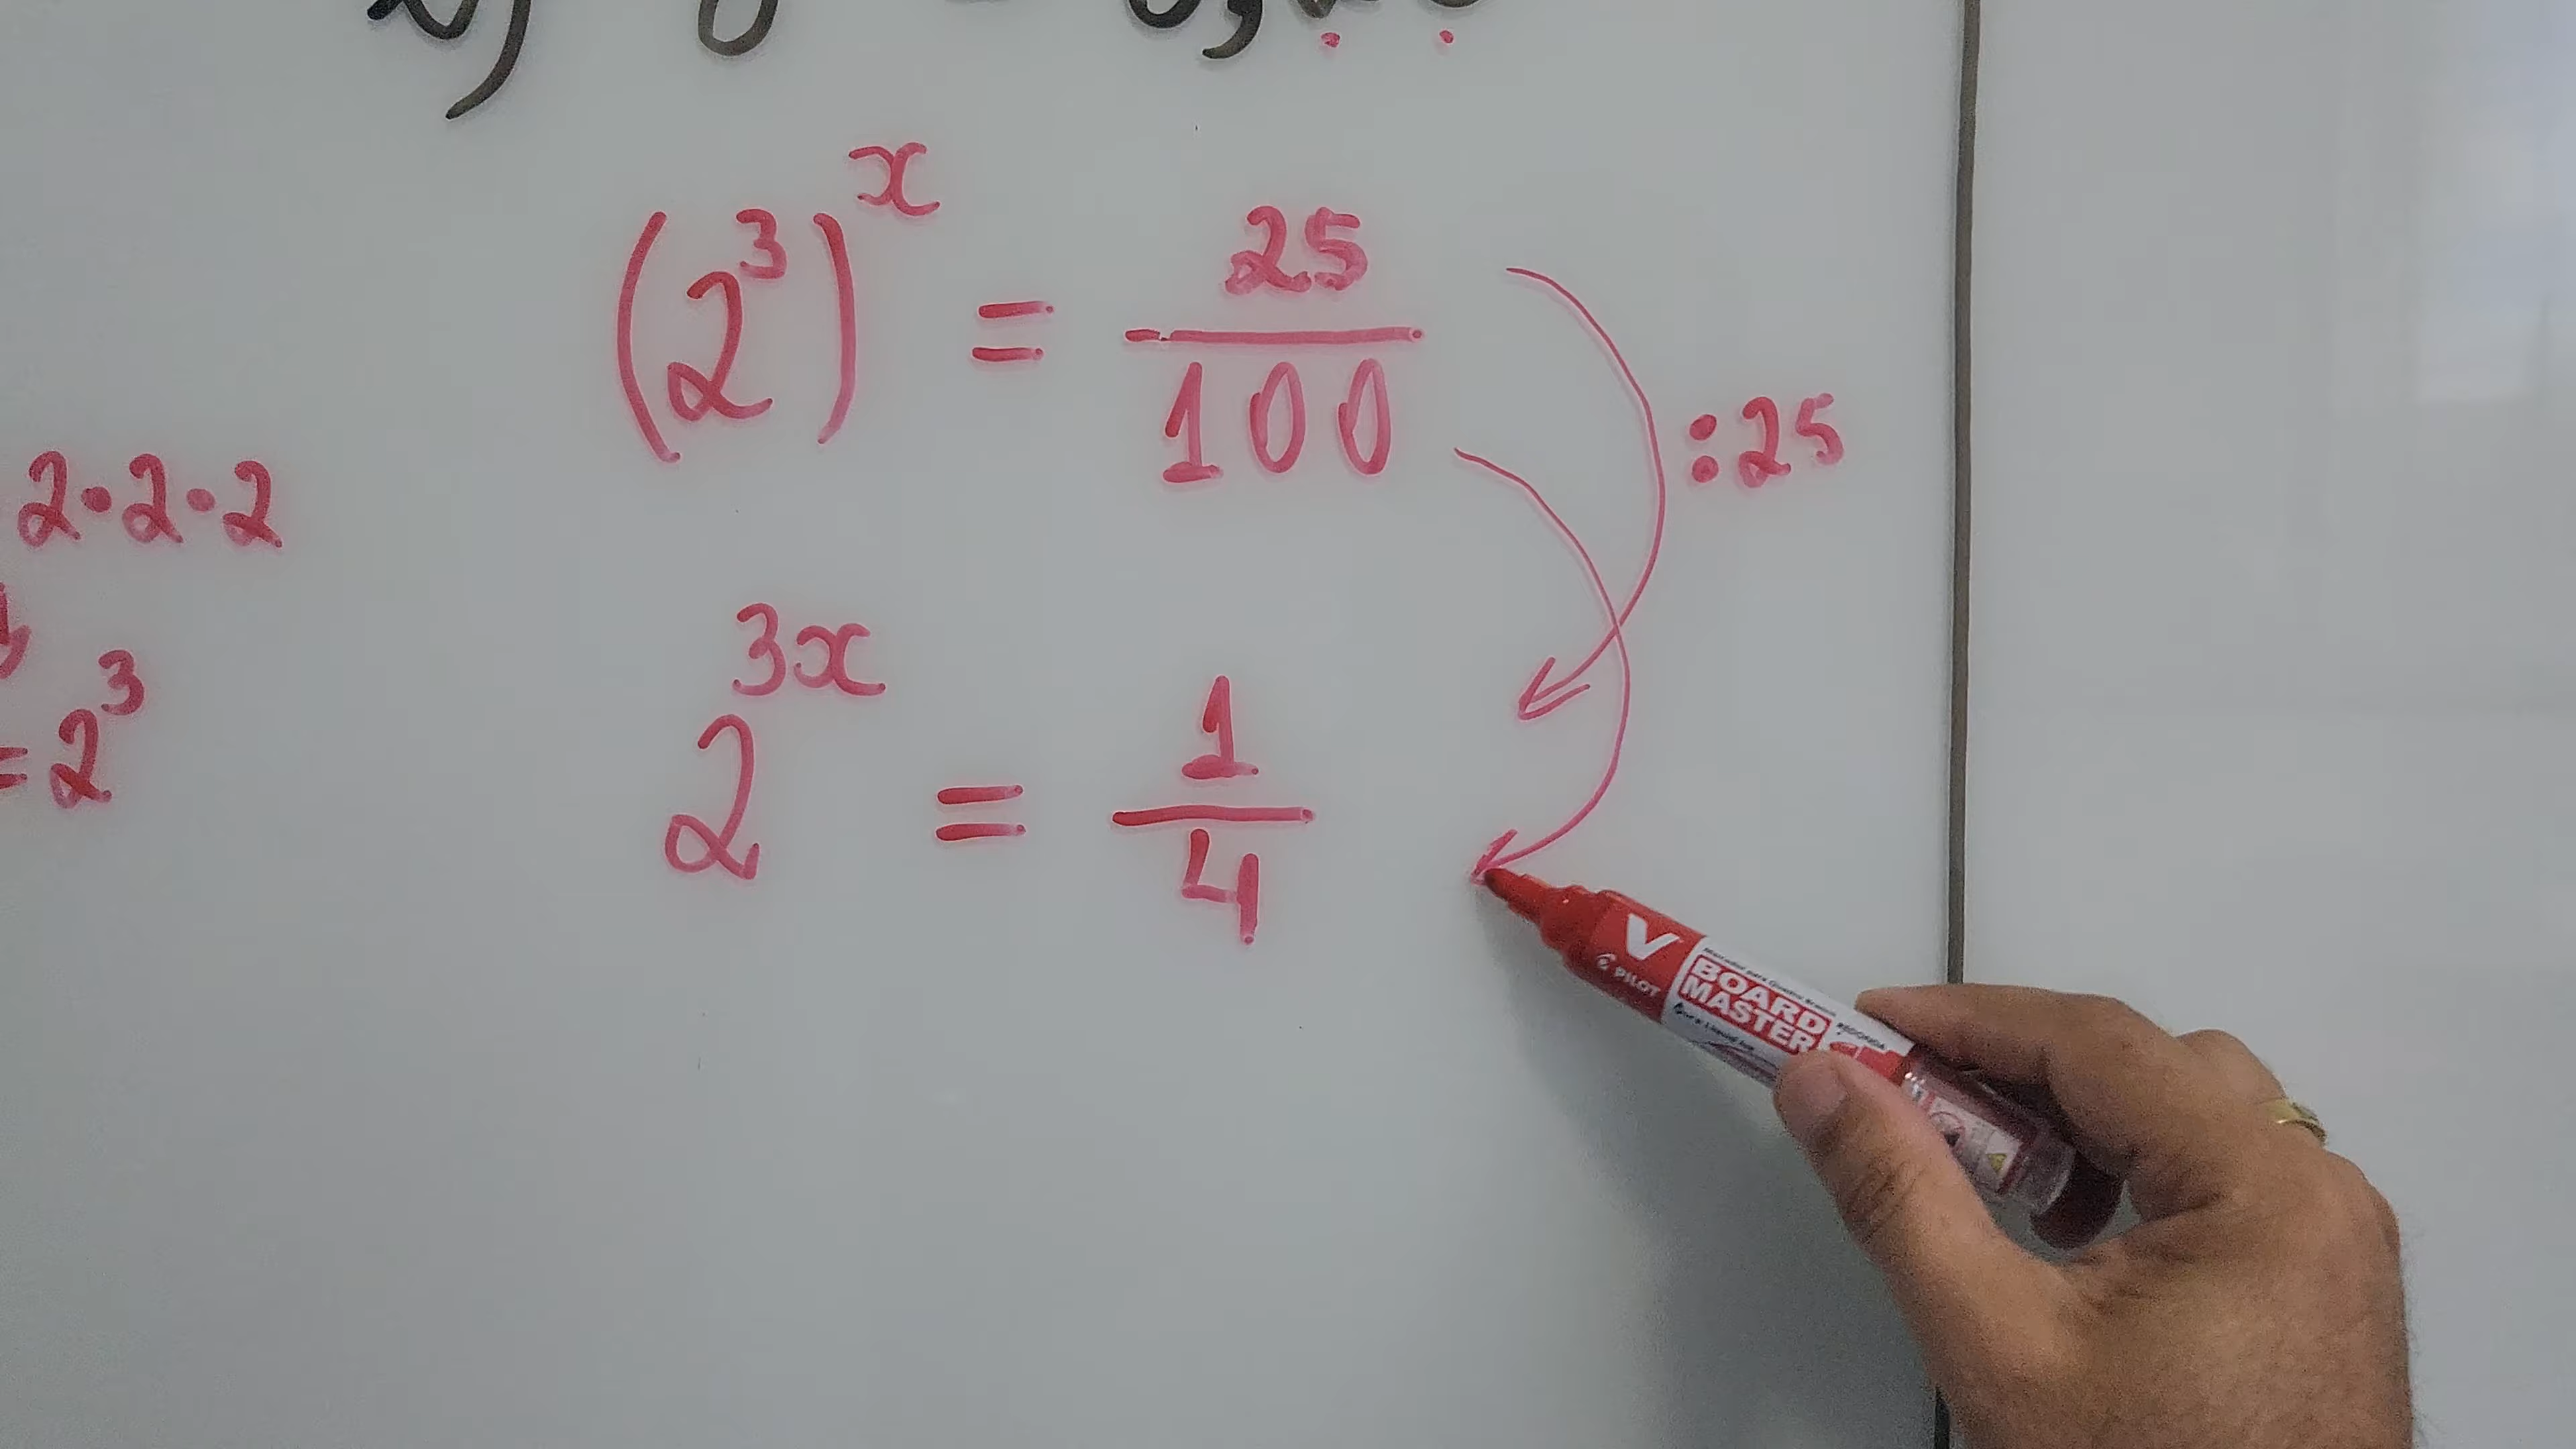 (2³)ˣ = 25/100
:25
2·2·2
2³ˣ = 1/4
= 2³
V
PILOT
BOARD
MASTER